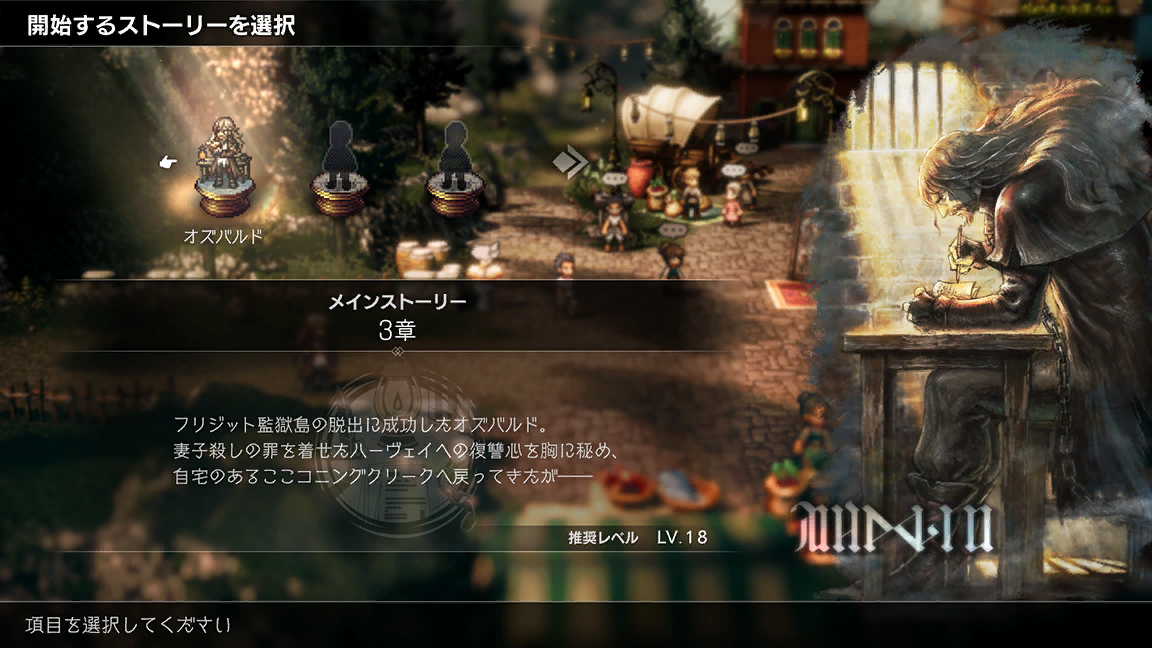 開始するストーリーを選択
オズバルド
メインストーリー
3章
フリジット監獄島の脱出に成功したオズバルド。
妻子殺しの罪を着せたハーヴェイへの復讐心を胸に秘め、
自宅のあるここコニングクリークへ戻ってきたが――
推奨レベル LV.18
項目を選択してください